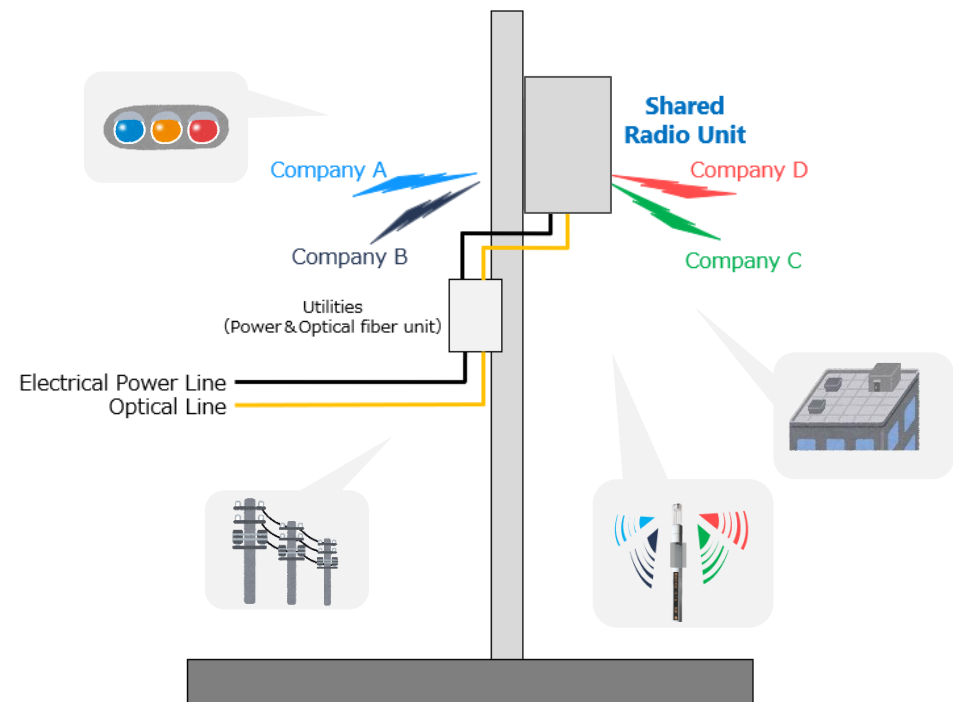 Shared
Radio Unit
Company A
Company D
Company B
Company C
Utilities
(Power＆Optical fiber unit)
Electrical Power Line
Optical Line